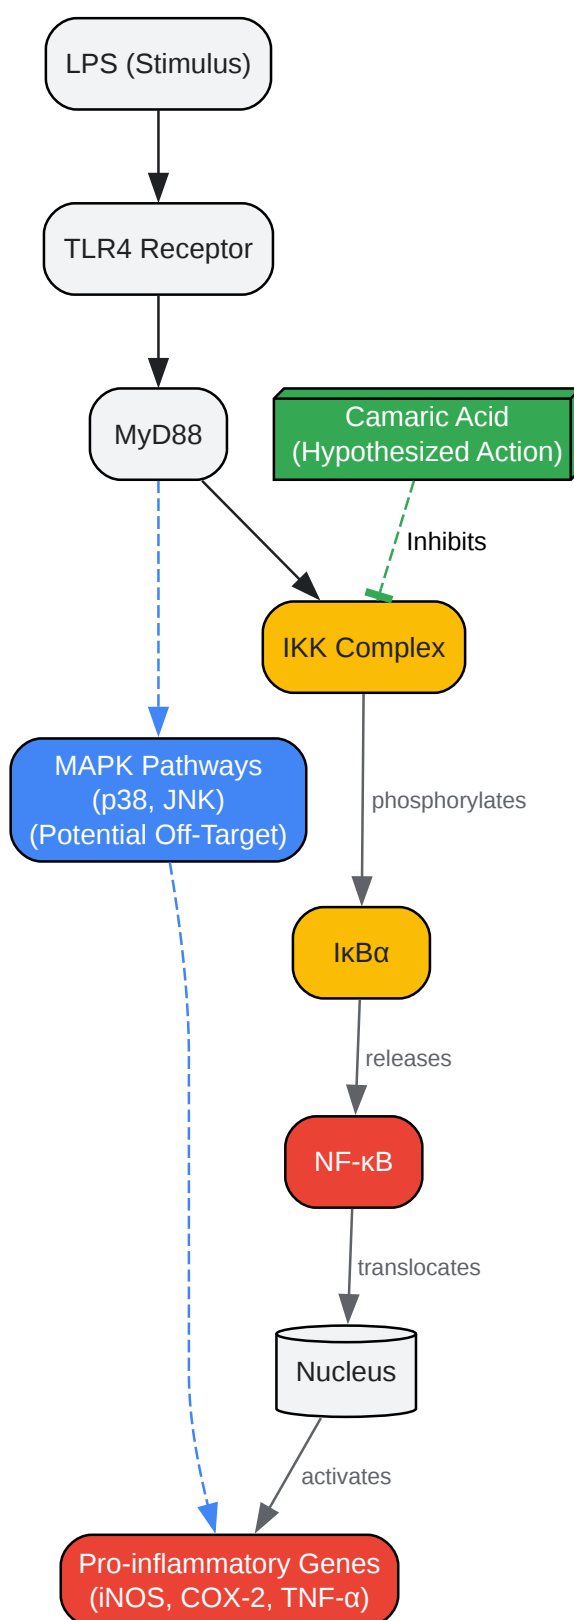 LPS (Stimulus)
TLR4 Receptor
MyD88
Camaric Acid
(Hypothesized Action)
Inhibits
IKK Complex
MAPK Pathways
(p38, JNK)
(Potential Off-Target)
phosphorylates
IκBα
releases
NF-κB
translocates
Nucleus
activates
Pro-inflammatory Genes
(iNOS, COX-2, TNF-α)